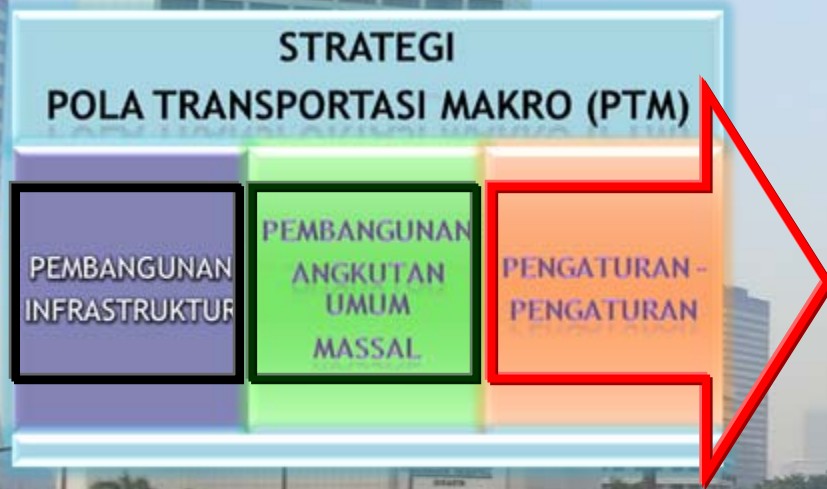 STRATEGI
POLA TRANSPORTASI MAKRO (PTM)
PEMBANGUNAN
INFRASTRUKTUR
PEMBANGUNAN
ANGKUTAN
UMUM
MASSAL
PENGATURAN -
PENGATURAN